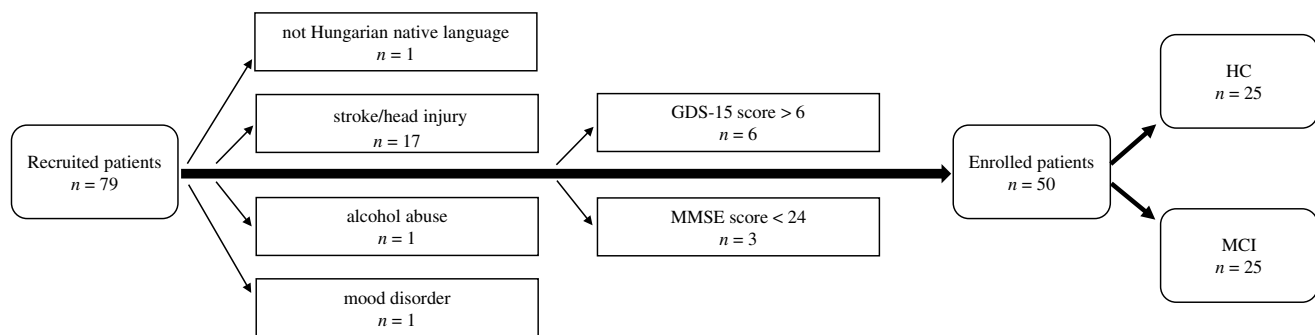 Recruited patients
n = 79
not Hungarian native language
n = 1
stroke/head injury
n = 17
alcohol abuse
n = 1
mood disorder
n = 1
GDS-15 score > 6
n = 6
MMSE score < 24
n = 3
Enrolled patients
n = 50
HC
n = 25
MCI
n = 25